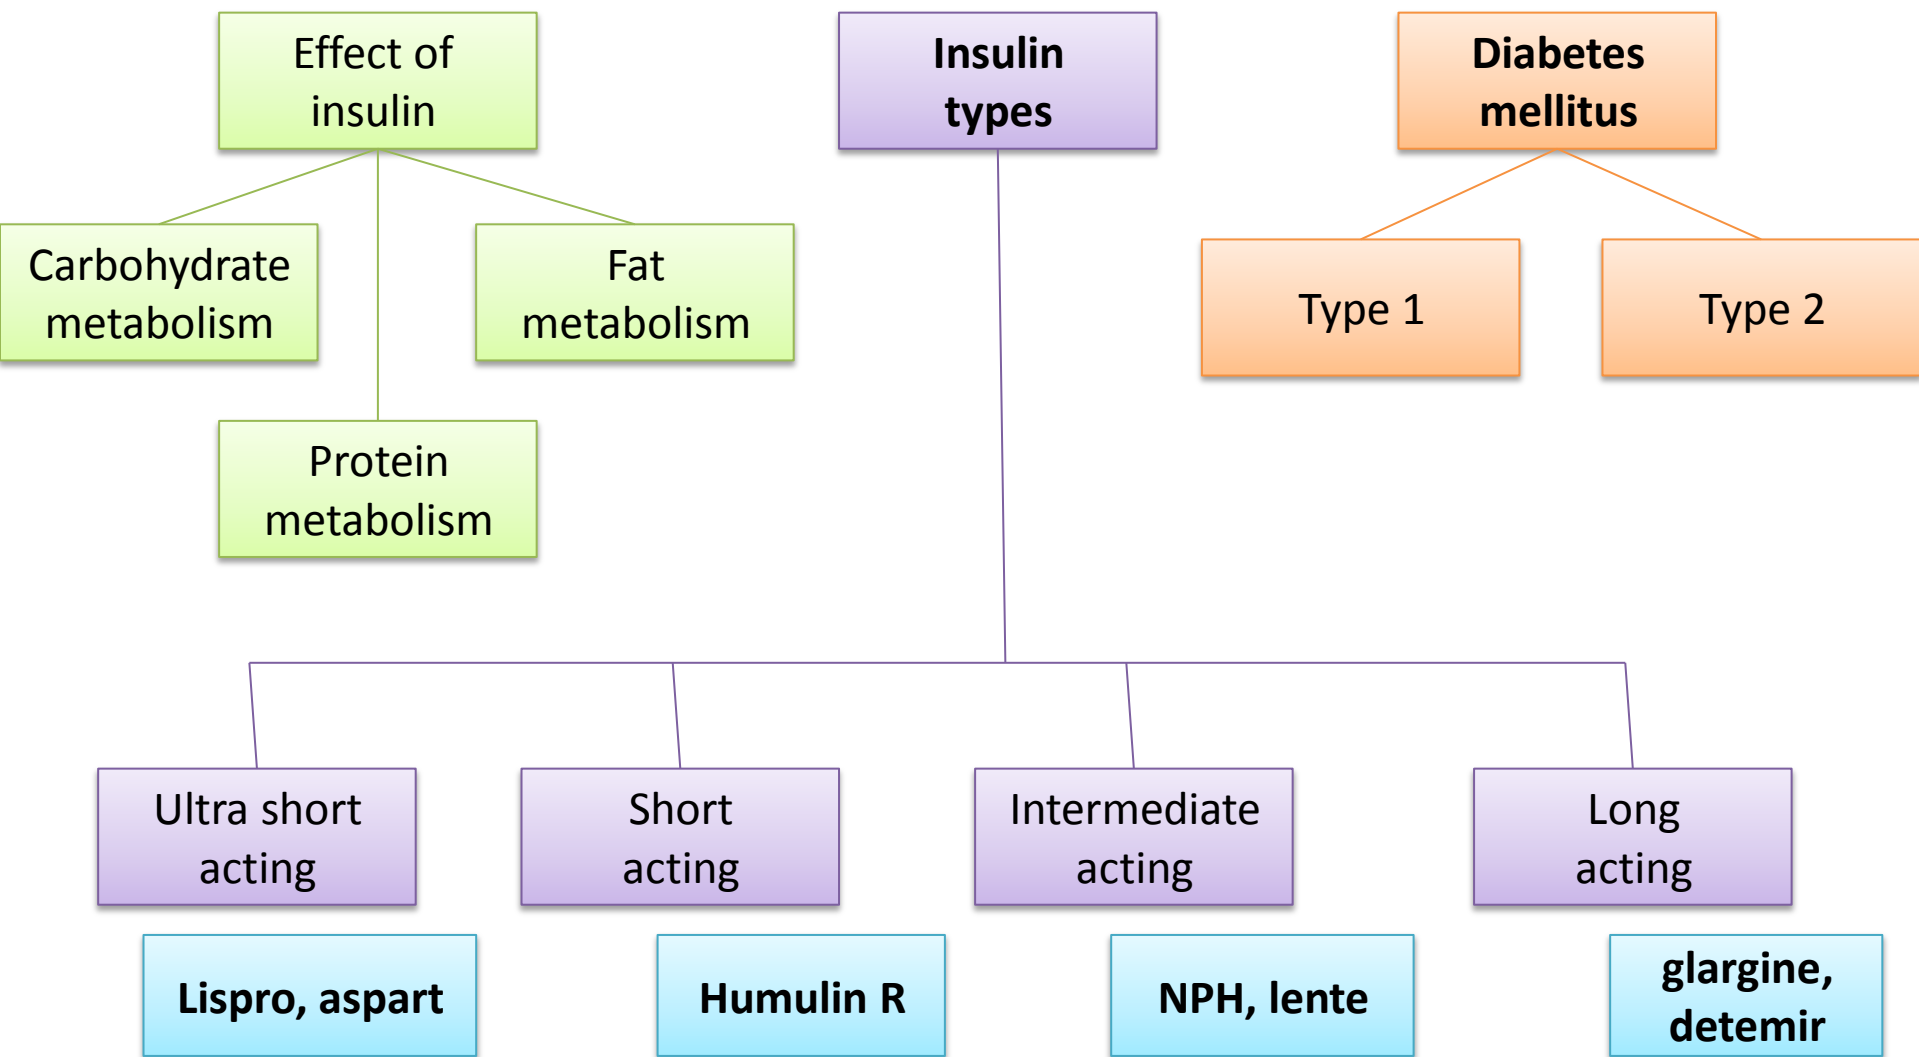 Effect of
insulin
Insulin
types
Diabetes
mellitus
Carbohydrate
metabolism
Fat
metabolism
Type 1
Type 2
Protein
metabolism
Ultra short
acting
Short
acting
Intermediate
acting
Long
acting
Lispro, aspart
Humulin R
NPH, lente
glargine,
detemir